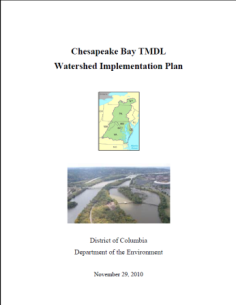 Chesapeake Bay TMDL
Watershed Implementation Plan
District of Columbia
Department of the Environment
November 29, 2010